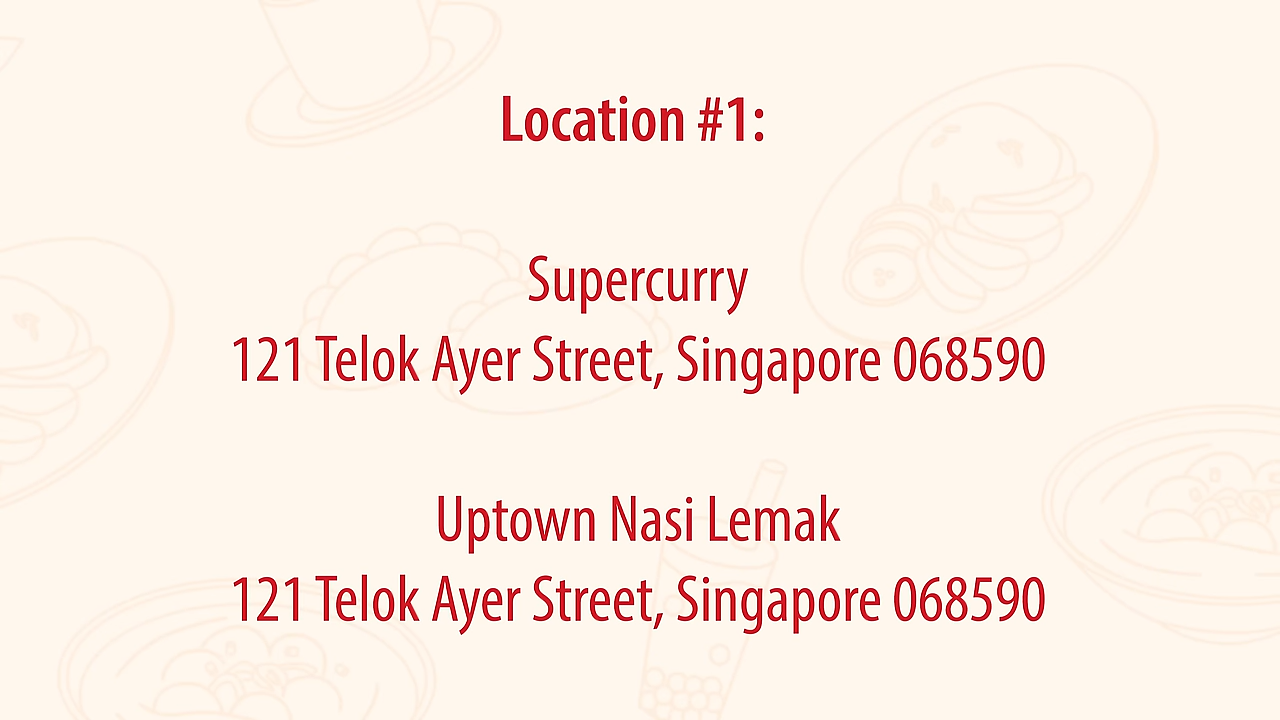 Location #1:
Supercurry
121 Telok Ayer Street, Singapore 068590
Uptown Nasi Lemak
121 Telok Ayer Street, Singapore 068590